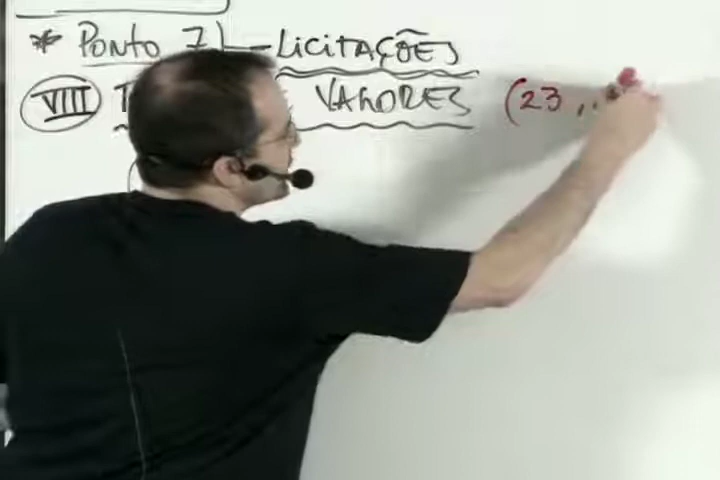 * Ponto 7) - Licitações
VIII VALORES (23,